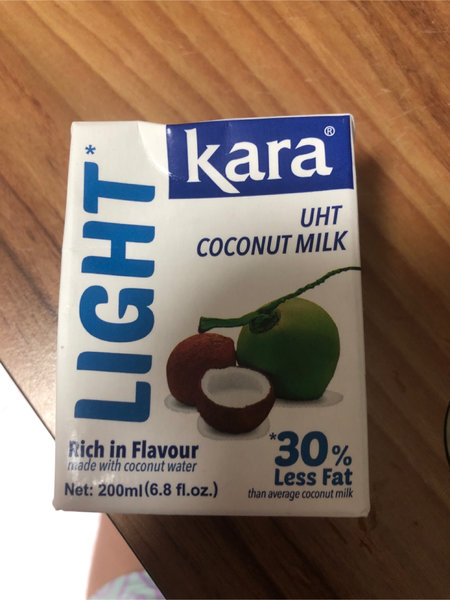 kara®
LIGHT*
UHT
COCONUT MILK
Rich in Flavour
made with coconut water
Net: 200ml (6.8 fl.oz.)
*30%
Less Fat
than average coconut milk